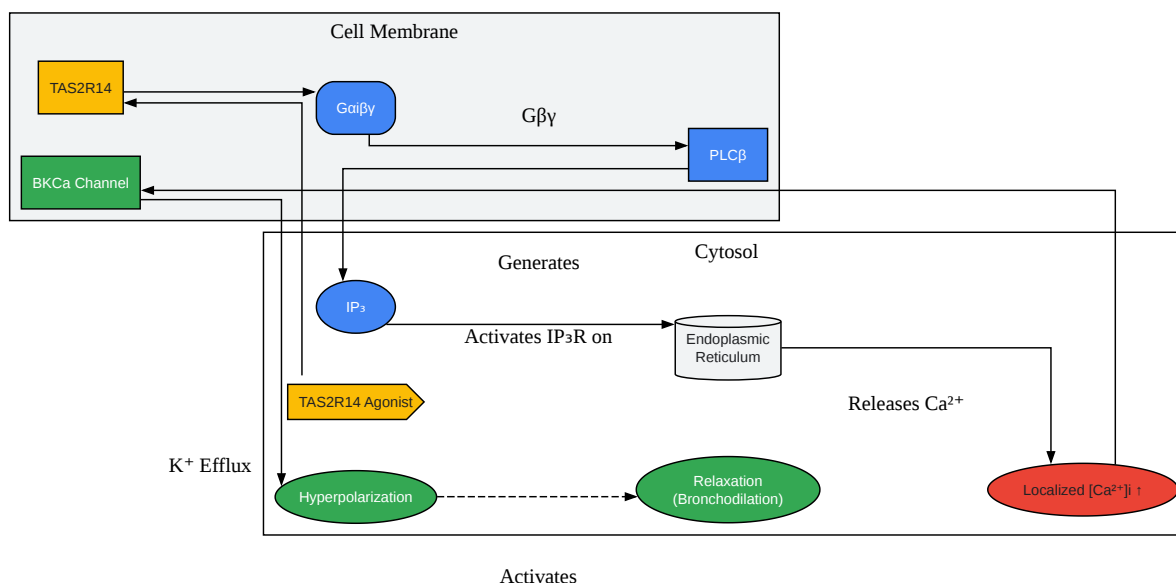 Cell Membrane
TAS2R14
Gαiβγ
Gβγ
PLCβ
BKCa Channel
Cytosol
Generates
IP₃
Activates IP₃R on
Endoplasmic
Reticulum
TAS2R14 Agonist
Releases Ca²⁺
K⁺ Efflux
Hyperpolarization
Relaxation
(Bronchodilation)
Localized [Ca²⁺]i ↑
Activates